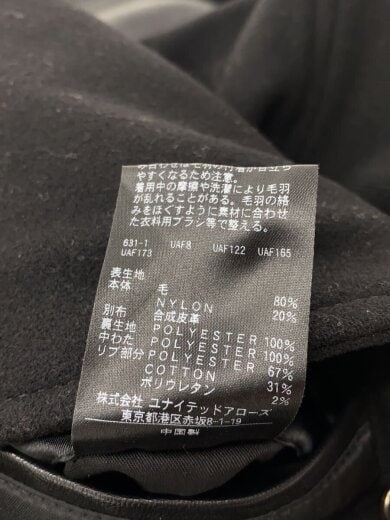 やすくなるため注意。
着用中の摩擦や洗濯により毛羽
が乱れることがある。毛羽の絡
みをほぐすように素材に合わせ
た衣料用ブラシ等で整える。
631-1 UAF8 UAF122 UAF165
UAF173
表生地
本体 毛 80%
NYLON 20%
別布 合成皮革
裏生地 POLYESTER 100%
中わた POLYESTER 100%
リブ部分 POLYESTER 67%
COTTON 31%
ポリウレタン 2%
株式会社 ユナイテッドアローズ
東京都港区赤坂8-1-19
中国製